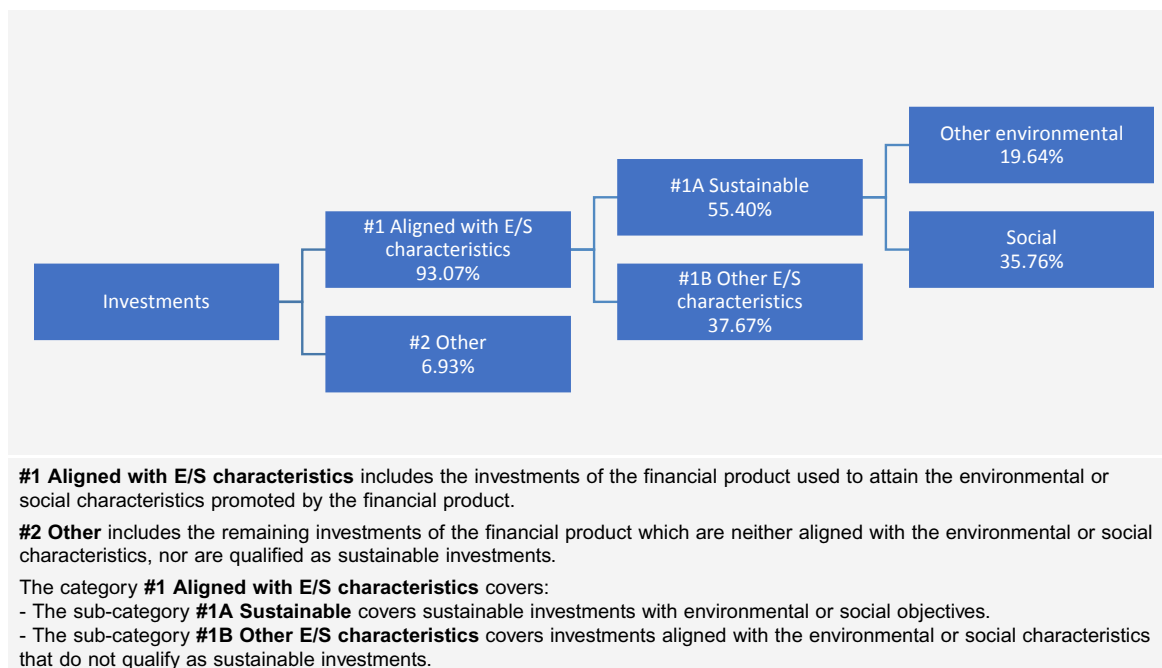 Investments
#1 Aligned with E/S
characteristics
93.07%
#2 Other
6.93%
#1A Sustainable
55.40%
#1B Other E/S
characteristics
37.67%
Other environmental
19.64%
Social
35.76%
#1 Aligned with E/S characteristics includes the investments of the financial product used to attain the environmental or
social characteristics promoted by the financial product.
#2 Other includes the remaining investments of the financial product which are neither aligned with the environmental or social
characteristics, nor are qualified as sustainable investments.
The category #1 Aligned with E/S characteristics covers:
- The sub-category #1A Sustainable covers sustainable investments with environmental or social objectives.
- The sub-category #1B Other E/S characteristics covers investments aligned with the environmental or social characteristics
that do not qualify as sustainable investments.